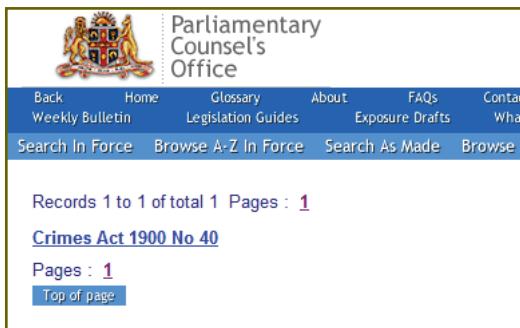 Parliamentary
Counsel's
Office
Back Home Glossary About FAQs
Weekly Bulletin Legislation Guides Exposure Drafts
Search In Force Browse A-Z In Force Search As Made Browse
Records 1 to 1 of total 1 Pages : 1
Crimes Act 1900 No 40
Pages : 1
Top of page